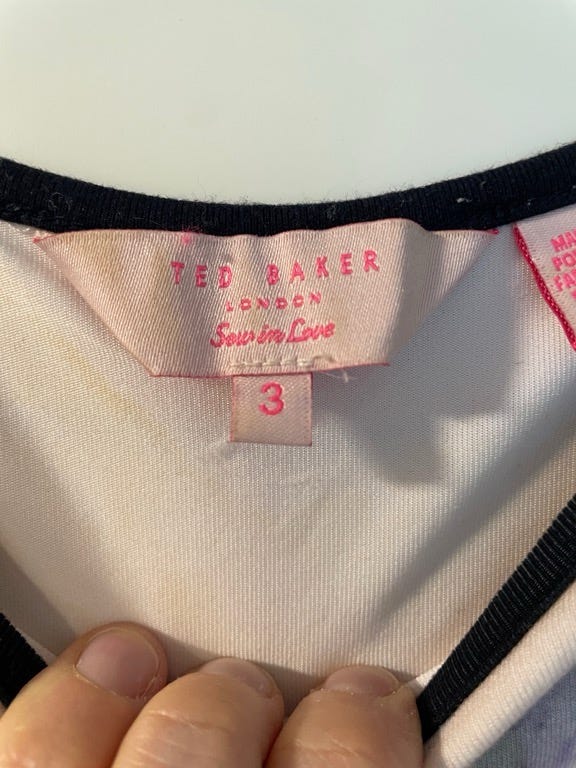 TED BAKER
LONDON
Sew in Love
3